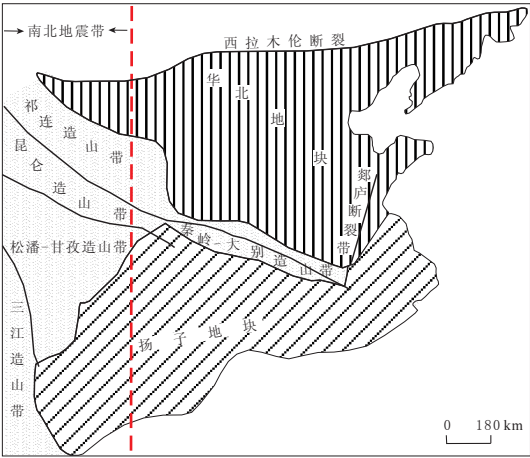 南北地震带
西拉木伦断裂
华北地块
祁连造山带
昆仑造山带
郯庐断裂带
秦岭-大别造山带
松潘-甘孜造山带
三江造山带
扬子地块
0 180 km